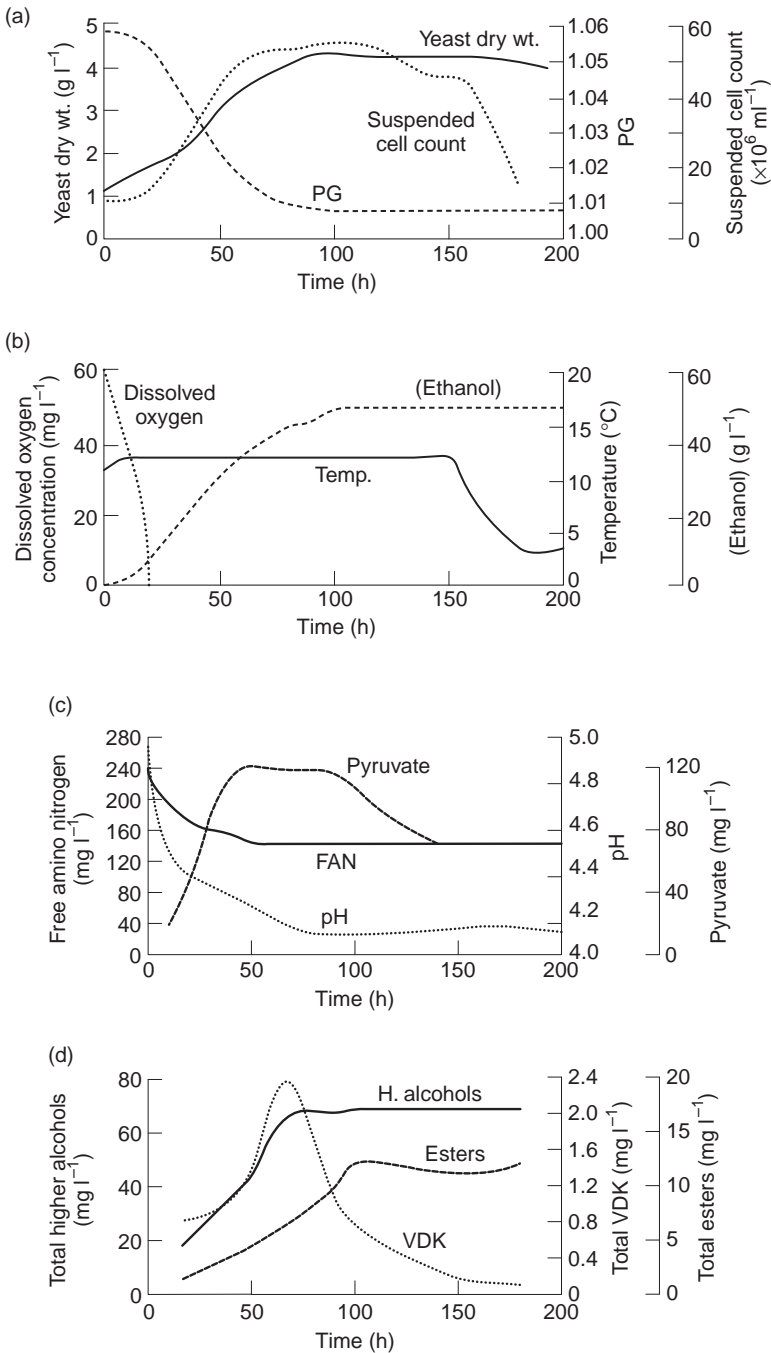 (a)
Yeast dry wt. (g l⁻¹)
5
4
3
2
1
0
0
50
100
150
200
Time (h)
Yeast dry wt.
Suspended
cell count
PG
1.06
1.05
1.04
1.03
1.02
1.01
1.00
PG
60
40
20
0
Suspended cell count
(×10⁶ ml⁻¹)
(b)
Dissolved oxygen
concentration (mg l⁻¹)
60
40
20
0
0
50
100
150
200
Time (h)
Dissolved
oxygen
(Ethanol)
Temp.
20
15
10
5
0
Temperature (°C)
60
40
20
0
(Ethanol) (g l⁻¹)
(c)
Free amino nitrogen
(mg l⁻¹)
280
240
200
160
120
80
40
0
0
50
100
150
200
Time (h)
Pyruvate
FAN
pH
5.0
4.8
4.6
4.4
4.2
4.0
pH
120
80
40
0
Pyruvate (mg l⁻¹)
(d)
Total higher alcohols
(mg l⁻¹)
80
60
40
20
0
0
50
100
150
200
Time (h)
H. alcohols
Esters
VDK
2.4
2.0
1.6
1.2
0.8
0.4
0
Total VDK (mg l⁻¹)
20
15
10
5
0
Total esters (mg l⁻¹)